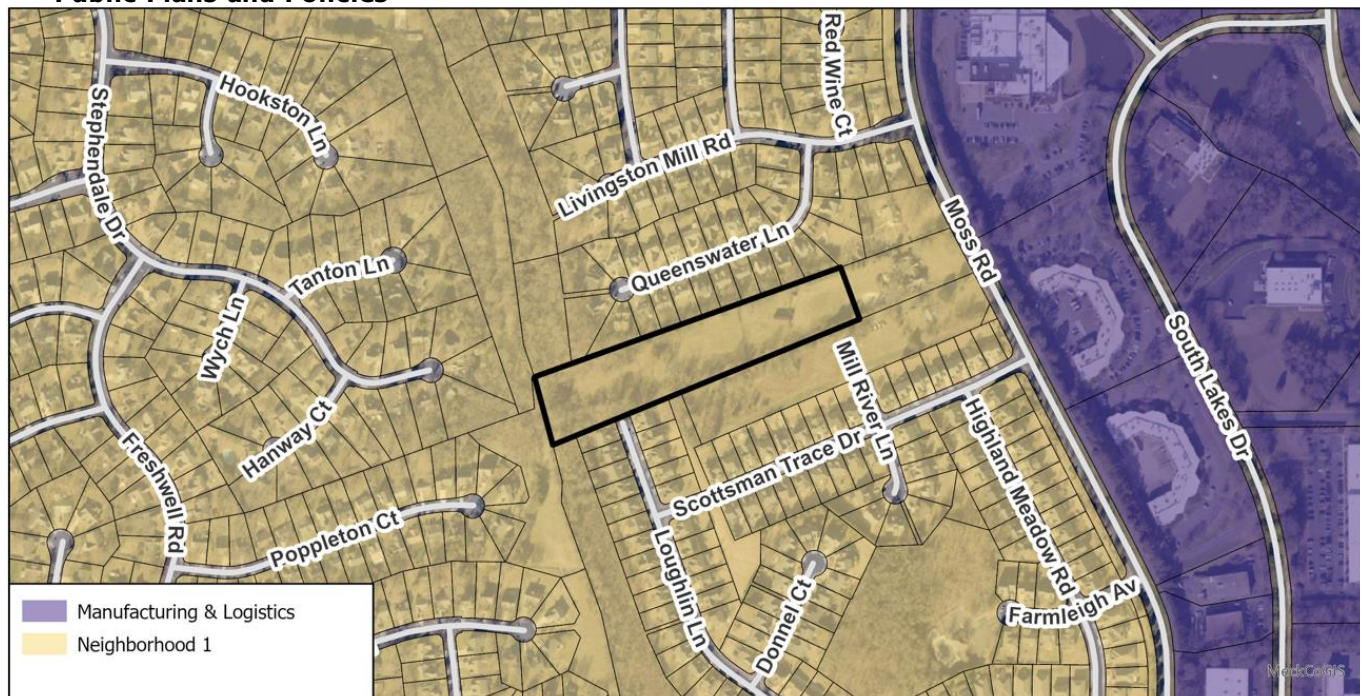 Public Plans and Policies
Hookston Ln
Stephendale Dr
Red Wine Ct
Livingston Mill Rd
Moss Rd
Queenswater Ln
Tanton Ln
Wych Ln
South Lakes Dr
Mill River Ln
Hanway Ct
Freshwell Rd
Highland Meadow Rd
Scottsman Trace Dr
Poppleton Ct
Loughlin Ln
Donnel Ct
Farmleigh Av
Manufacturing & Logistics
Neighborhood 1
MeckCoGIS